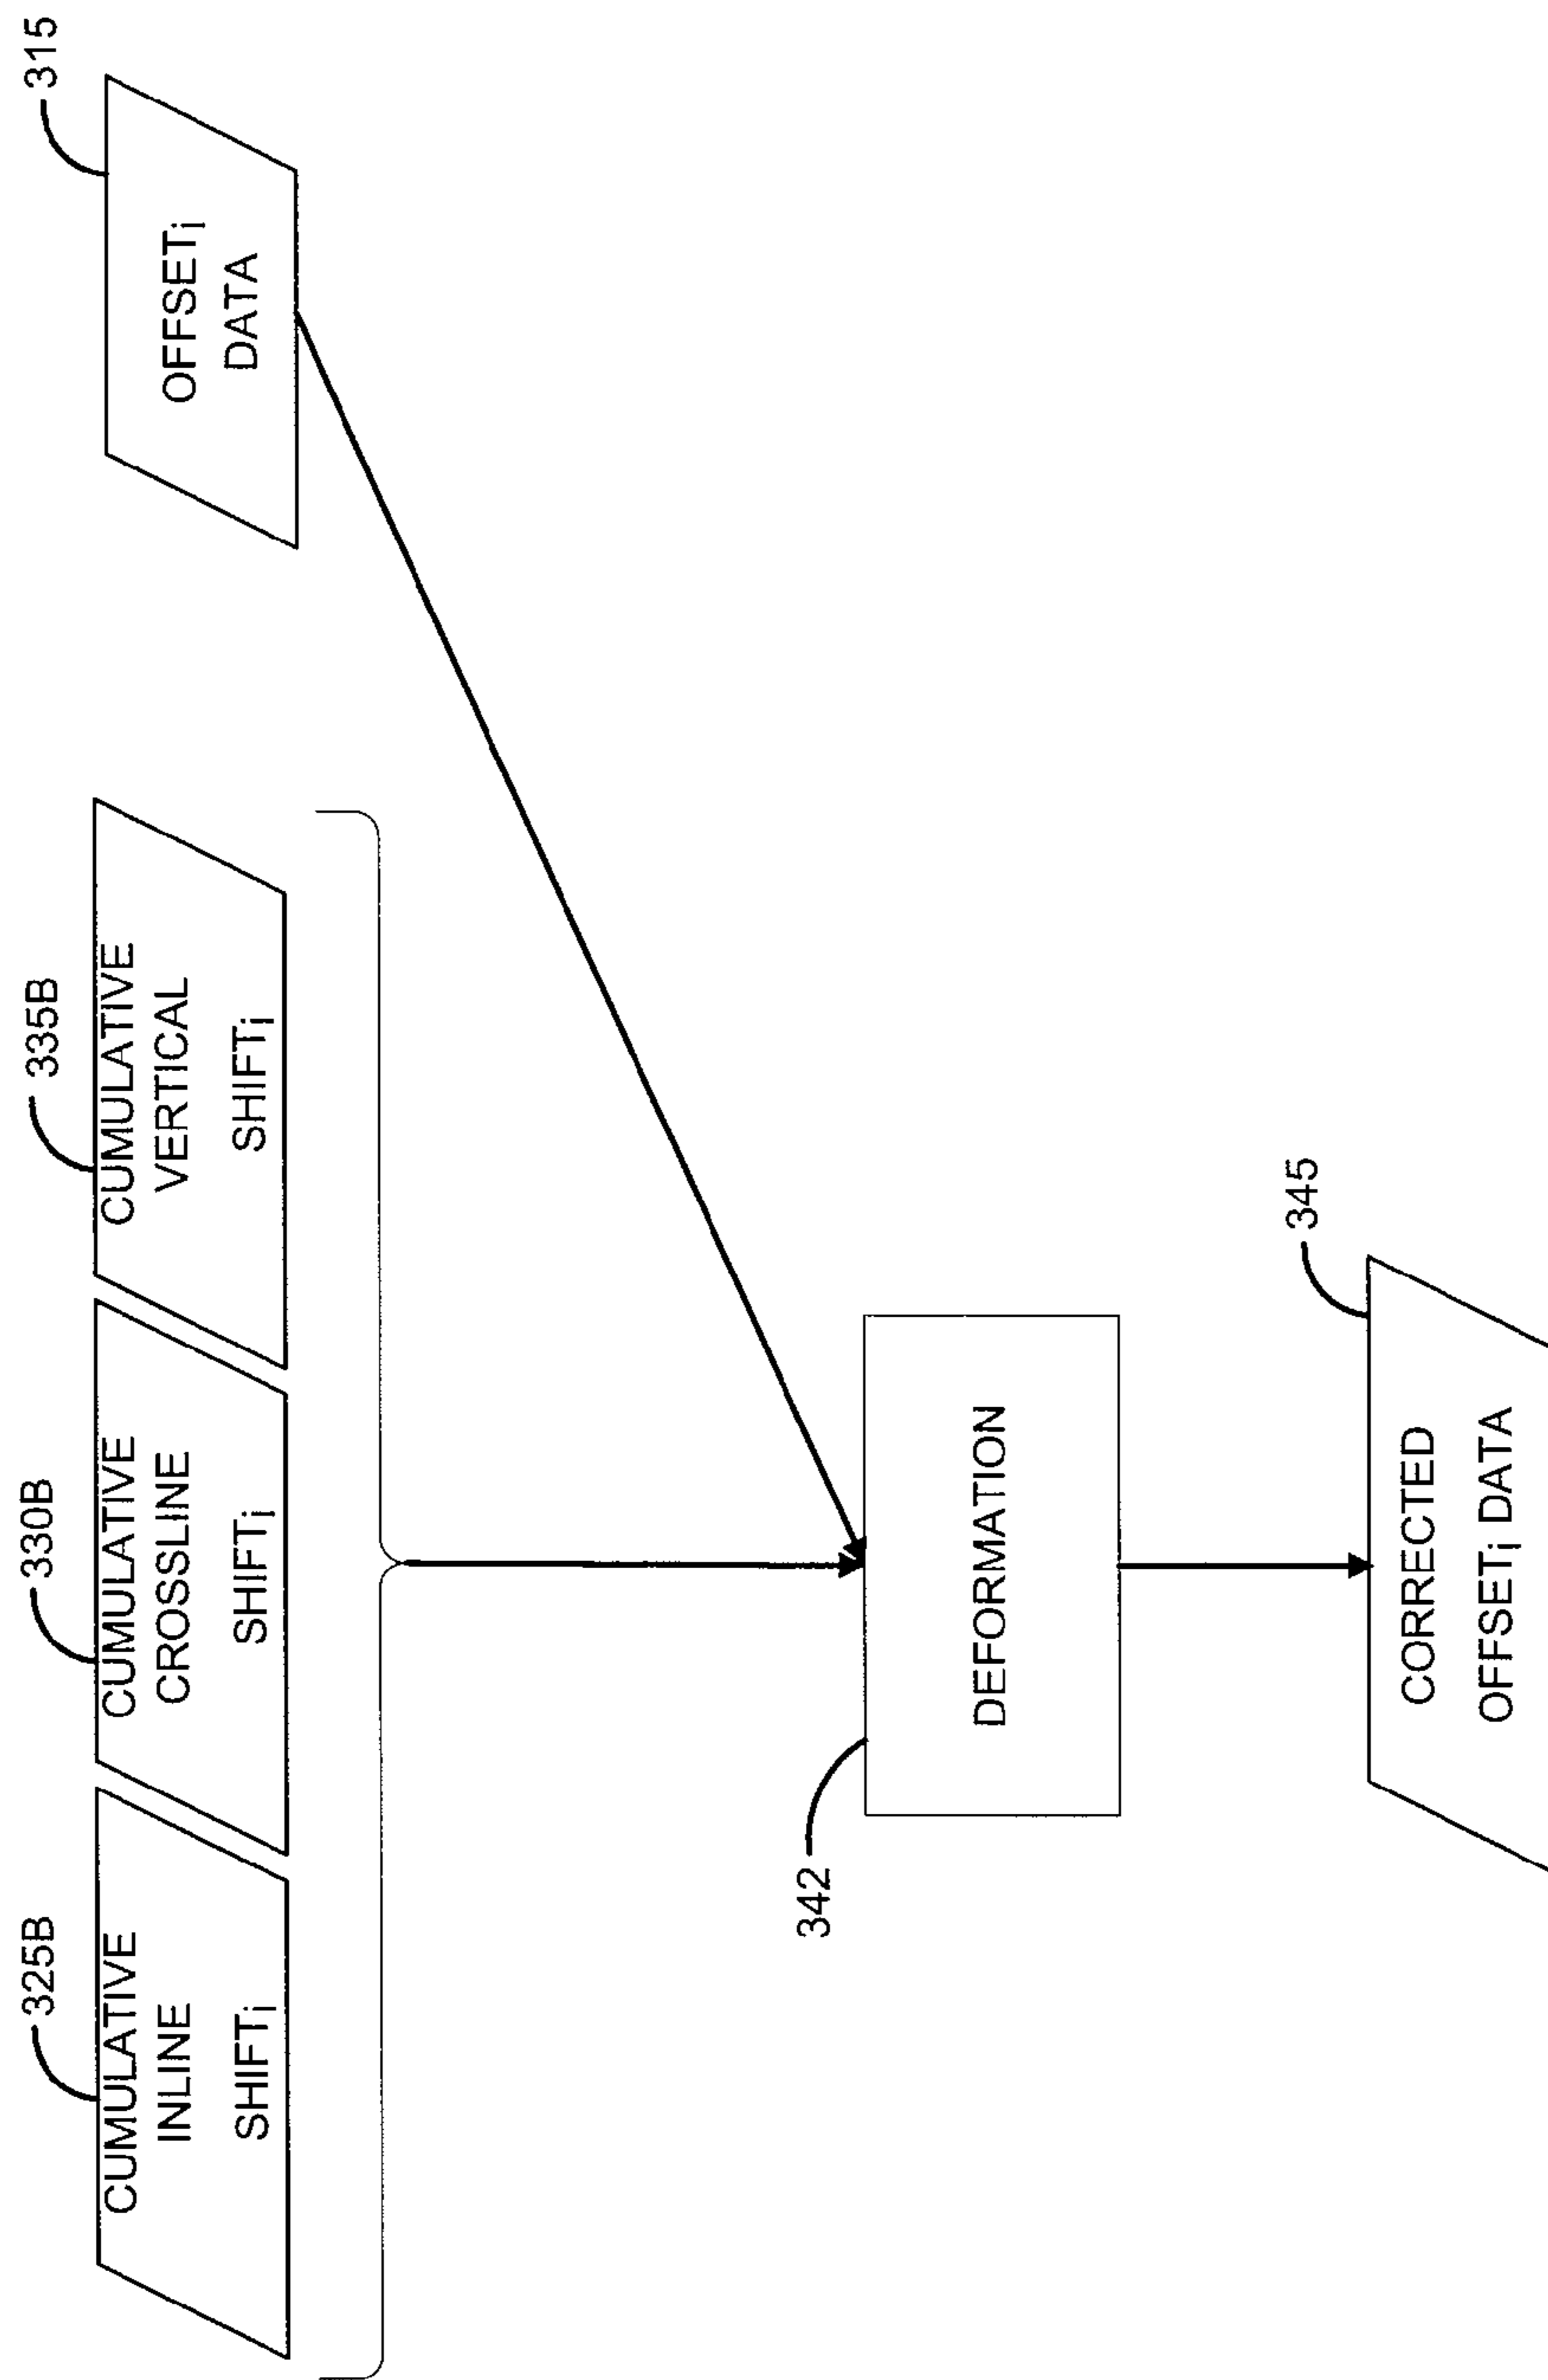 325B
CUMULATIVE
INLINE
SHIFTi
330B
CUMULATIVE
CROSSLINE
SHIFTi
335B
CUMULATIVE
VERTICAL
SHIFTi
315
OFFSETi
DATA
342
DEFORMATION
345
CORRECTED
OFFSETi DATA